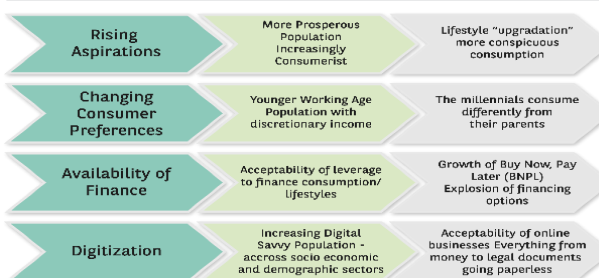 Rising
Aspirations
More Prosperous
Population
Increasingly
Consumerist
Lifestyle “upgradation”
more conspicuous
consumption
Changing
Consumer
Preferences
Younger Working Age
Population with
discretionary income
The millennials consume
differently from
their parents
Availability of
Finance
Acceptability of leverage
to finance consumption/
lifestyles
Growth of Buy Now, Pay
Later (BNPL)
Explosion of financing
options
Digitization
Increasing Digital
Savvy Population -
accross socio economic
and demographic sectors
Acceptability of online
businesses Everything from
money to legal documents
going paperless